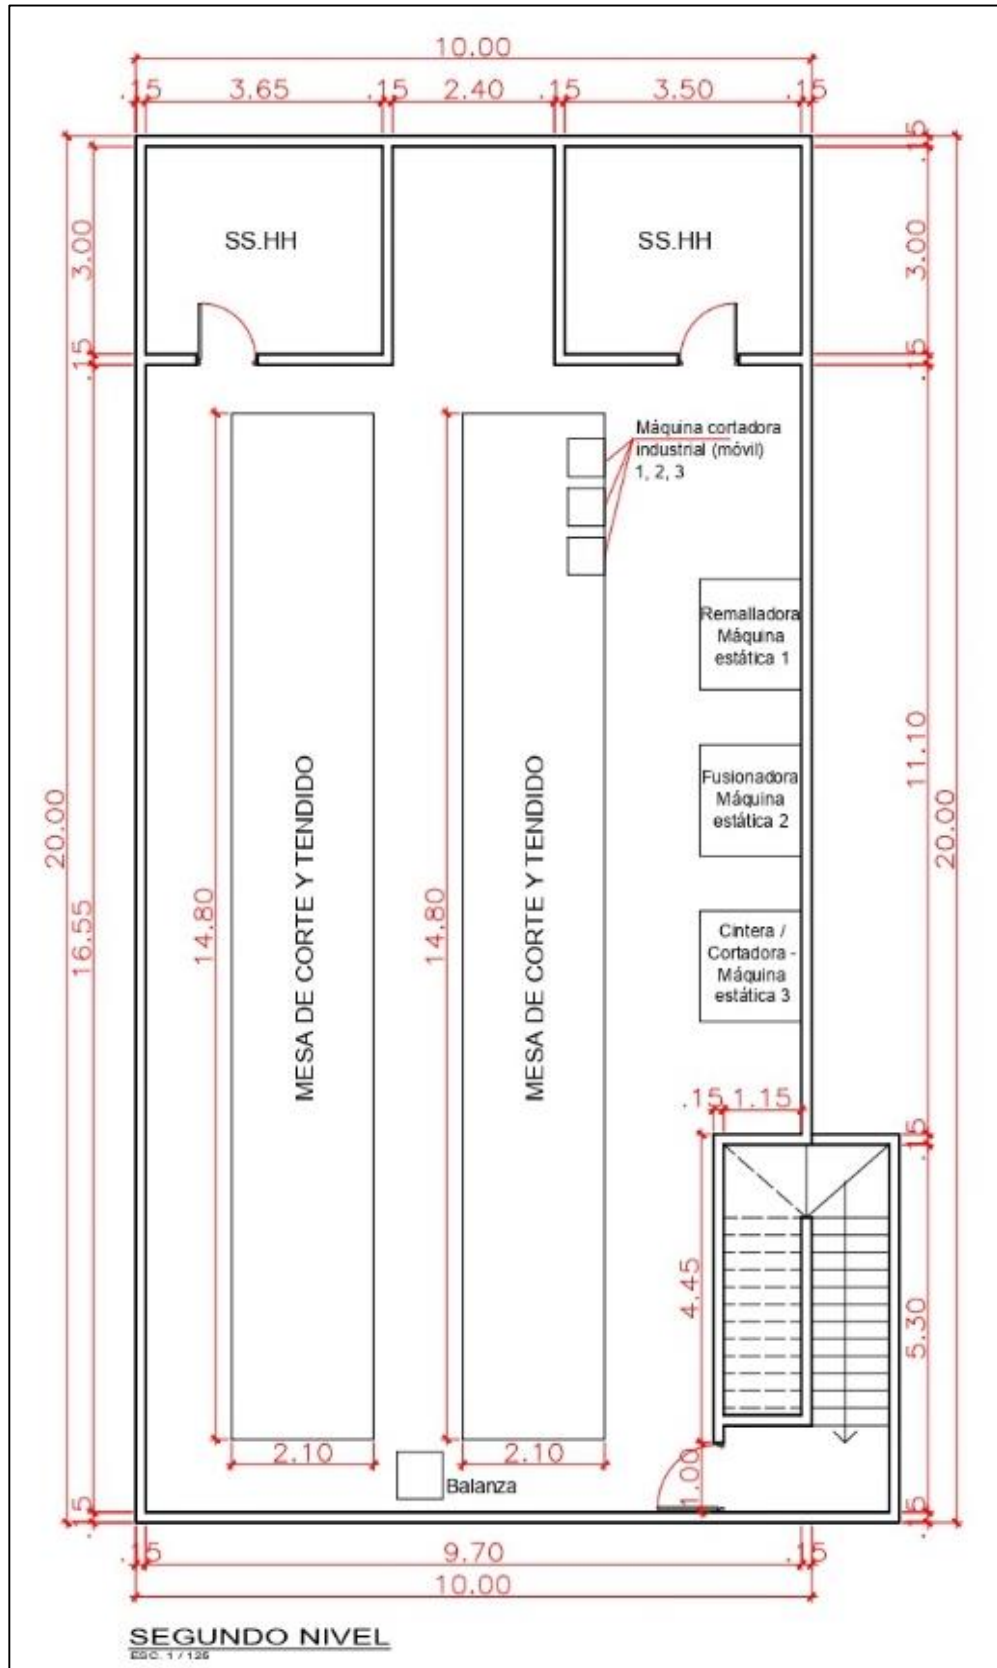 10.00
.15 3.65 .15 2.40 .15 3.50 .15
.15
3.00
3.00
SS.HH
SS.HH
.15
.15
Máquina cortadora
industrial (móvil)
1, 2, 3
Remalladora
Máquina
estática 1
Fusionadora
Máquina
estática 2
Cintera /
Cortadora -
Máquina
estática 3
20.00
16.55
14.80
MESA DE CORTE Y TENDIDO
14.80
MESA DE CORTE Y TENDIDO
11.10
20.00
.15 1.15
.15
4.45
5.30
1.00
2.10
2.10
Balanza
.15
.15
.15 9.70 .15
10.00
SEGUNDO NIVEL
ESC. 1 / 125